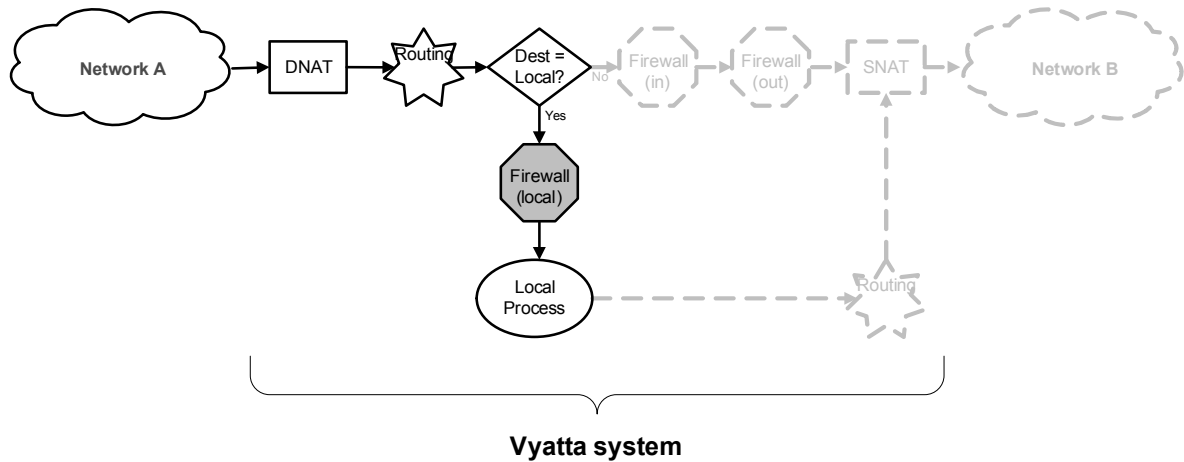 Network A
DNAT
Routing
Dest =
Local?
No
Firewall
(in)
Firewall
(out)
SNAT
Network B
Yes
Firewall
(local)
Local
Process
Routing
Vyatta system